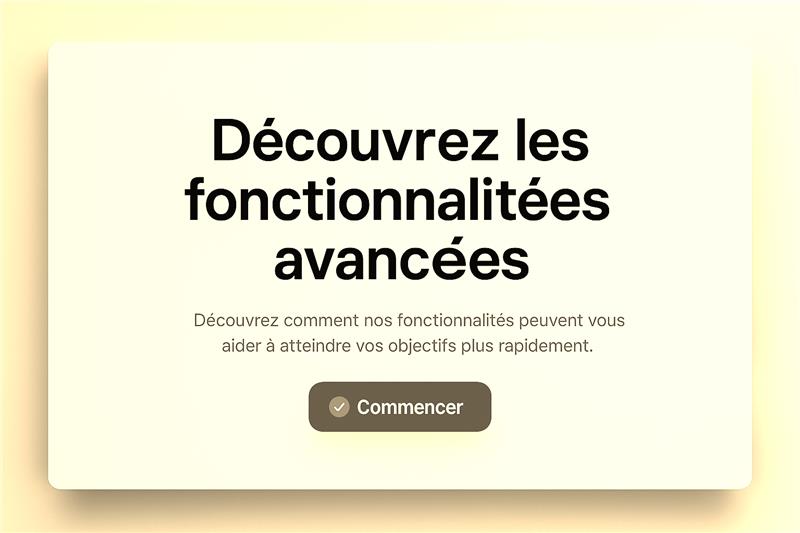 Découvrez les
fonctionnalitées
avancées
Découvrez comment nos fonctionnalités peuvent vous
aider à atteindre vos objectifs plus rapidement.
Commencer